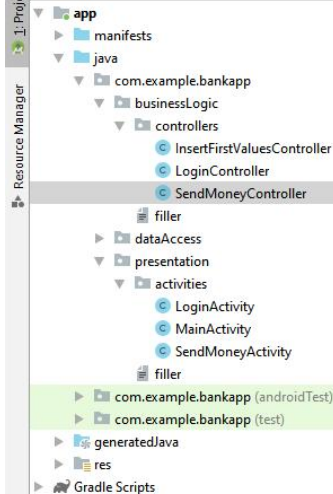 1: Proj
Resource Manager
app
manifests
java
com.example.bankapp
businessLogic
controllers
InsertFirstValuesController
LoginController
SendMoneyController
filler
dataAccess
presentation
activities
LoginActivity
MainActivity
SendMoneyActivity
filler
com.example.bankapp (androidTest)
com.example.bankapp (test)
generatedJava
res
Gradle Scripts